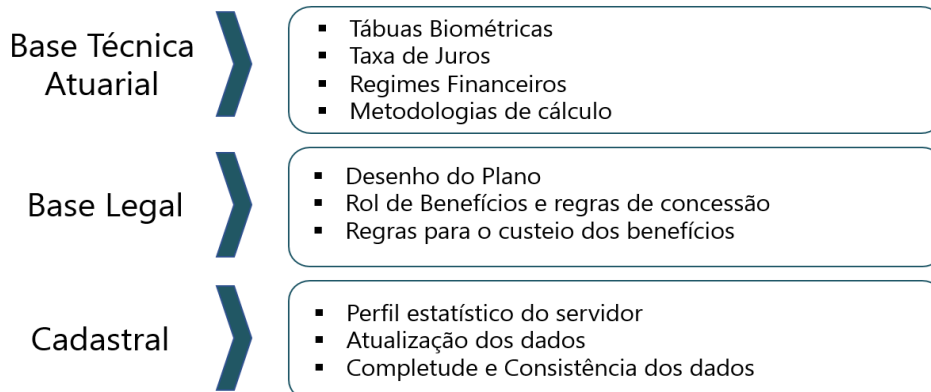 Base Técnica
Atuarial
▪ Tábuas Biométricas
▪ Taxa de Juros
▪ Regimes Financeiros
▪ Metodologias de cálculo
Base Legal
▪ Desenho do Plano
▪ Rol de Benefícios e regras de concessão
▪ Regras para o custeio dos benefícios
Cadastral
▪ Perfil estatístico do servidor
▪ Atualização dos dados
▪ Completude e Consistência dos dados